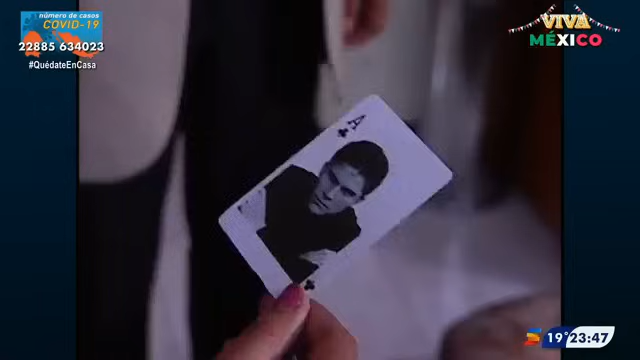 número de casos
COVID-19
22885 634023
#QuédateEnCasa
VIVA
MÉXICO
A
19° 23:47